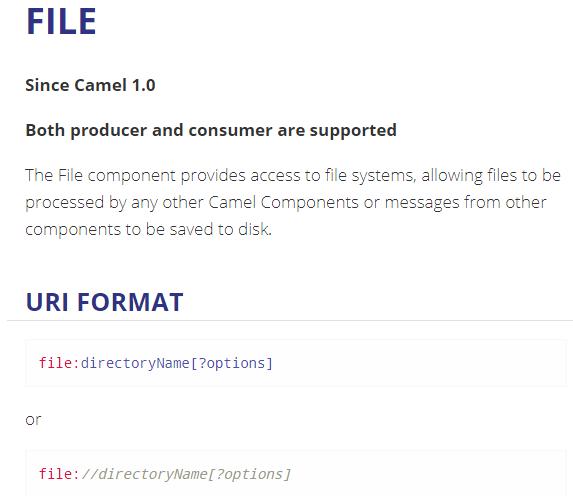 FILE
Since Camel 1.0
Both producer and consumer are supported
The File component provides access to file systems, allowing files to be
processed by any other Camel Components or messages from other
components to be saved to disk.
URI FORMAT
file:directoryName[?options]
or
file://directoryName[?options]